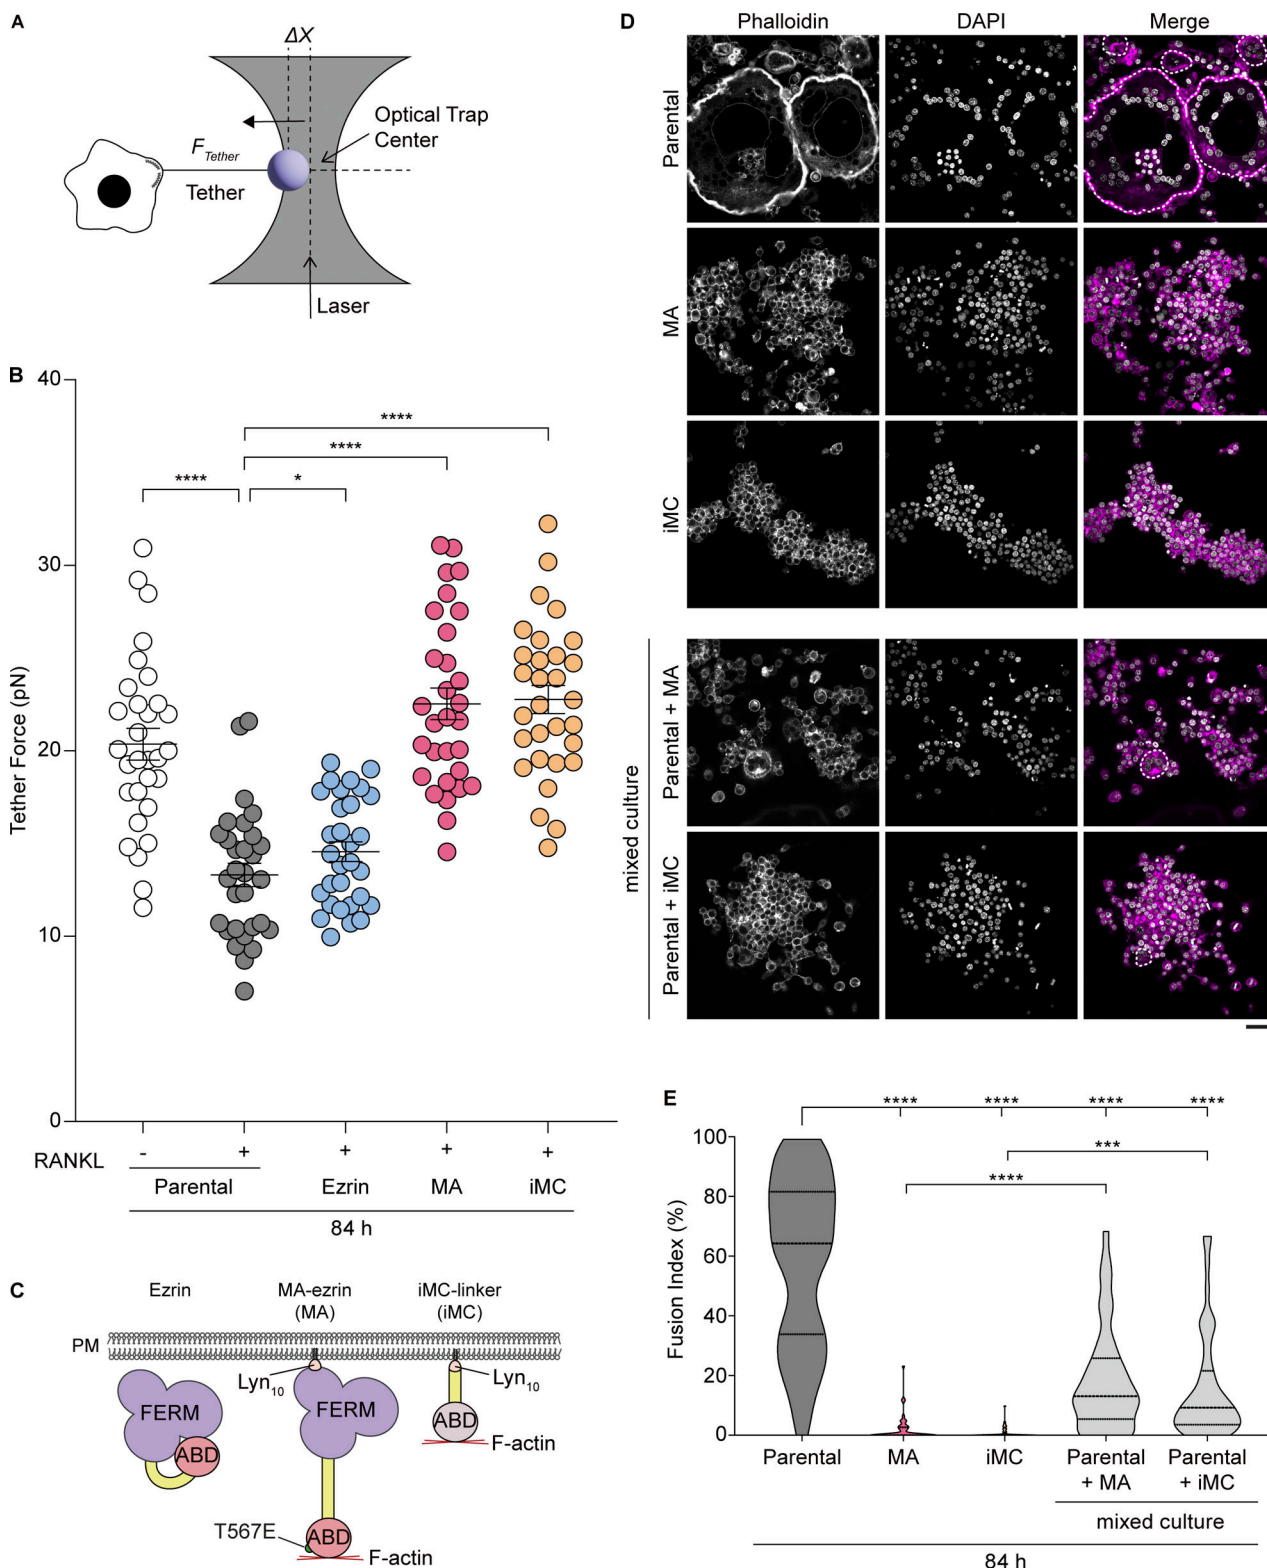 A
ΔX
Optical Trap
Center
F Tether
Tether
Laser
B
40
30
20
10
0
Tether Force (pN)
****
****
****
*
RANKL
-
+
+
+
+
Parental
Ezrin
MA
iMC
84 h
C
Ezrin
MA-ezrin
(MA)
iMC-linker
(iMC)
PM
Lyn10
Lyn10
FERM
FERM
ABD
ABD
F-actin
T567E
ABD
F-actin
D
Phalloidin
DAPI
Merge
Parental
MA
iMC
mixed culture
Parental + MA
Parental + iMC
E
****
****
****
****
***
****
100
80
60
40
20
0
Fusion Index (%)
Parental
MA
iMC
Parental
+ MA
Parental
+ iMC
mixed culture
84 h